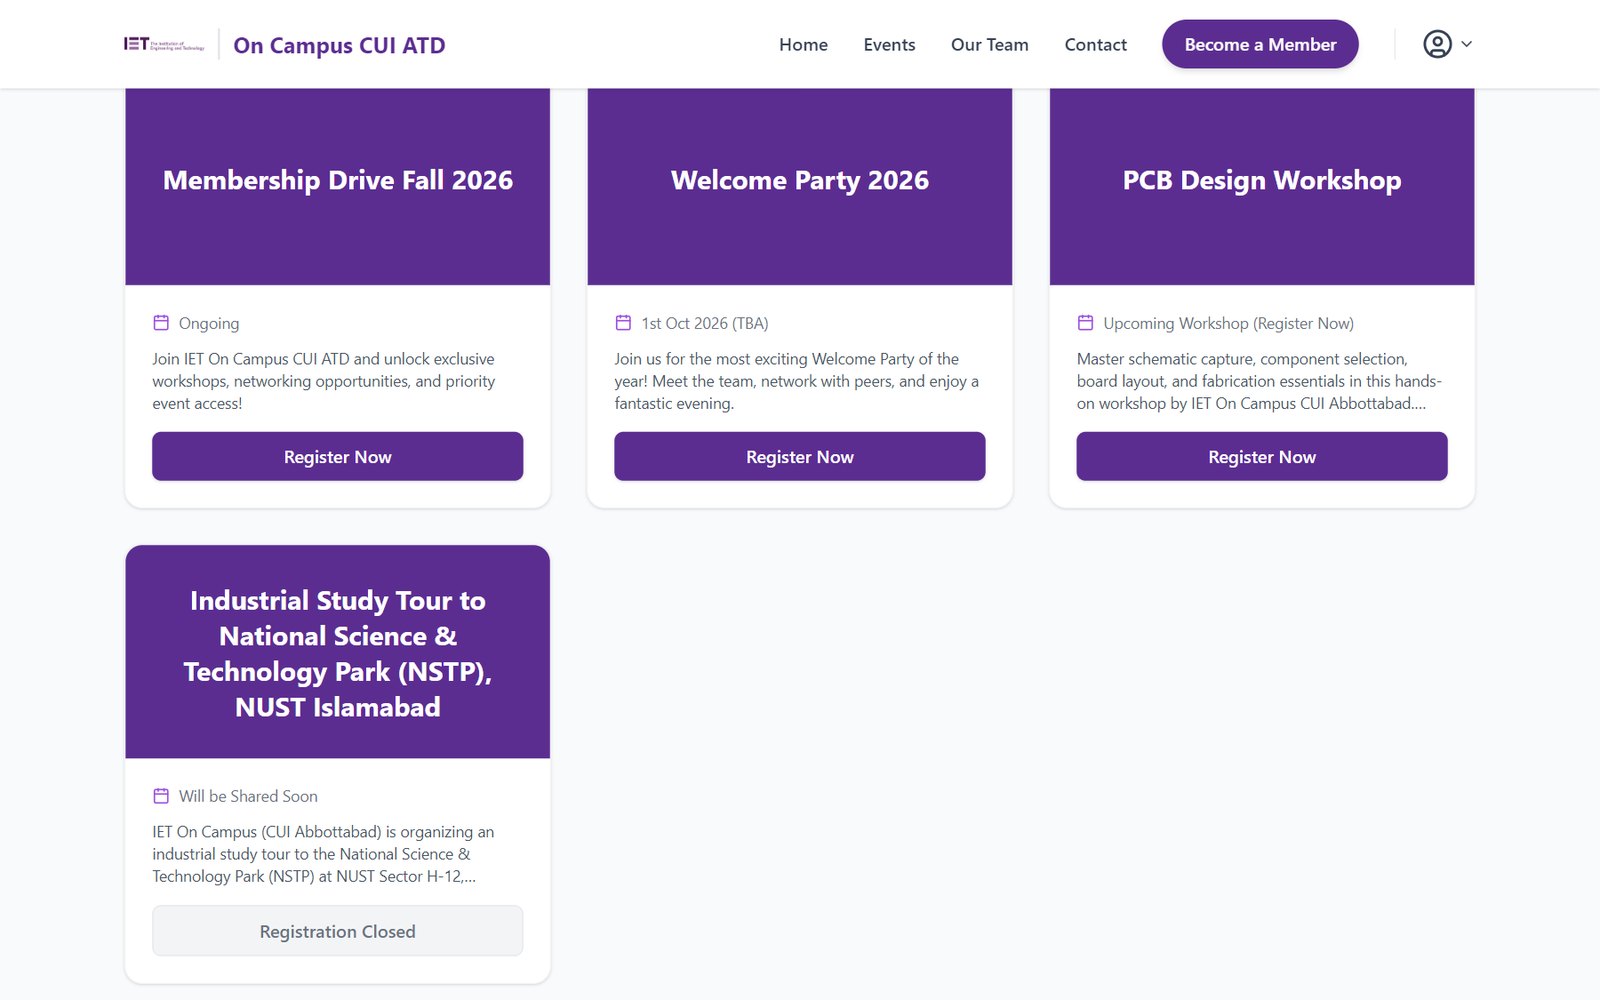 IET The Institution of
Engineering and Technology
On Campus CUI ATD
Home
Events
Our Team
Contact
Become a Member
Membership Drive Fall 2026
Ongoing
Join IET On Campus CUI ATD and unlock exclusive
workshops, networking opportunities, and priority
event access!
Register Now
Welcome Party 2026
1st Oct 2026 (TBA)
Join us for the most exciting Welcome Party of the
year! Meet the team, network with peers, and enjoy a
fantastic evening.
Register Now
PCB Design Workshop
Upcoming Workshop (Register Now)
Master schematic capture, component selection,
board layout, and fabrication essentials in this hands-
on workshop by IET On Campus CUI Abbottabad....
Register Now
Industrial Study Tour to
National Science &
Technology Park (NSTP),
NUST Islamabad
Will be Shared Soon
IET On Campus (CUI Abbottabad) is organizing an
industrial study tour to the National Science &
Technology Park (NSTP) at NUST Sector H-12,...
Registration Closed